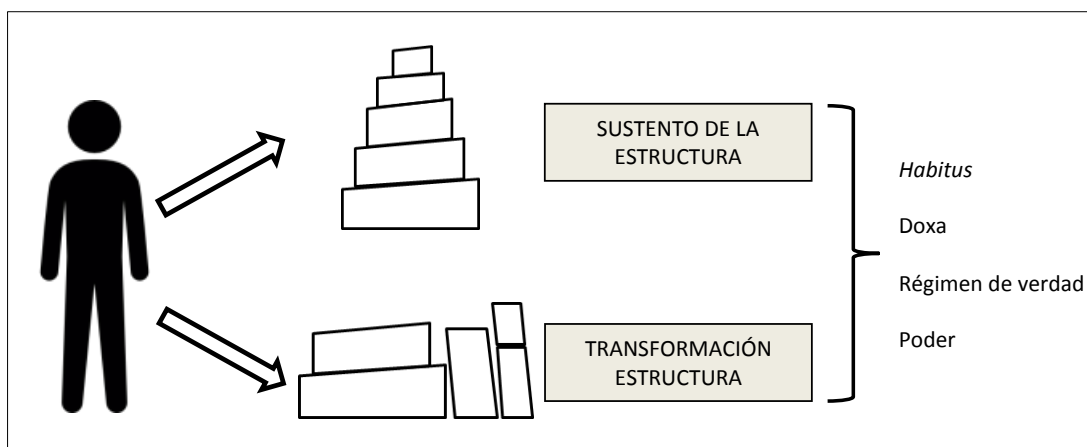 SUSTENTO DE LA
ESTRUCTURA
Habitus
Doxa
Régimen de verdad
Poder
TRANSFORMACIÓN
ESTRUCTURA